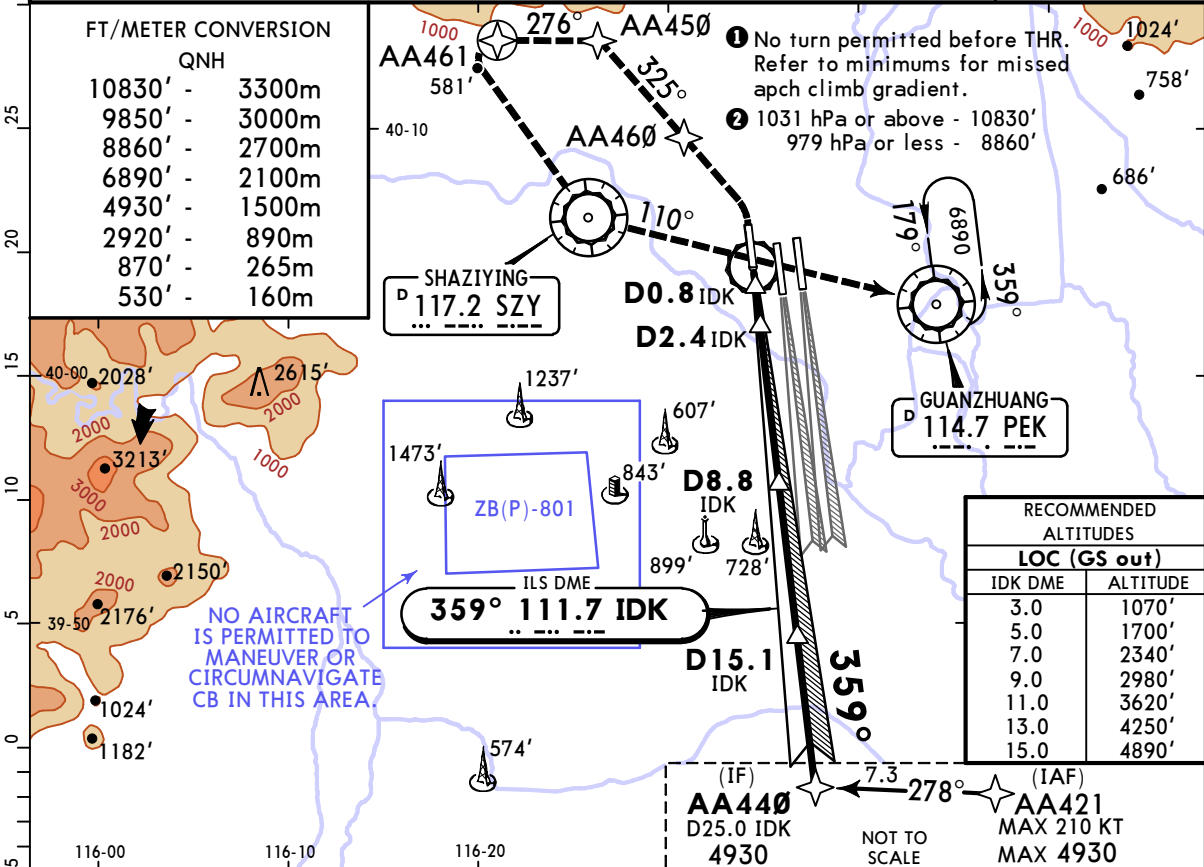 FT/METER CONVERSION
QNH
10830' - 3300m
9850' - 3000m
8860' - 2700m
6890' - 2100m
4930' - 1500m
2920' - 890m
870' - 265m
530' - 160m
1000
276°
AA450
AA461
581'
325°
AA460
40-10
❶ No turn permitted before THR.
Refer to minimums for missed
apch climb gradient.
❷ 1031 hPa or above - 10830'
979 hPa or less - 8860'
1000
1024'
758'
686'
25
20
15
10
5
0
5
110°
SHAZIYING
D 117.2 SZY
D0.8 IDK
D2.4 IDK
179°
6890
359°
GUANZHUANG
D 114.7 PEK
40-00
2028'
2615'
2000
1000
2000
3213'
3000
2000
2150'
2000
2176'
39-50
1024'
1182'
1237'
607'
1473'
843'
ZB(P)-801
D8.8
IDK
899'
728'
ILS DME
359° 111.7 IDK
NO AIRCRAFT
IS PERMITTED TO
MANEUVER OR
CIRCUMNAVIGATE
CB IN THIS AREA.
D15.1
IDK
359°
574'
RECOMMENDED
ALTITUDES
LOC (GS out)
IDK DME ALTITUDE
3.0 1070'
5.0 1700'
7.0 2340'
9.0 2980'
11.0 3620'
13.0 4250'
15.0 4890'
(IF)
AA440
D25.0 IDK
4930
7.3
278°
NOT TO
SCALE
(IAF)
AA421
MAX 210 KT
MAX 4930
116-00
116-10
116-20